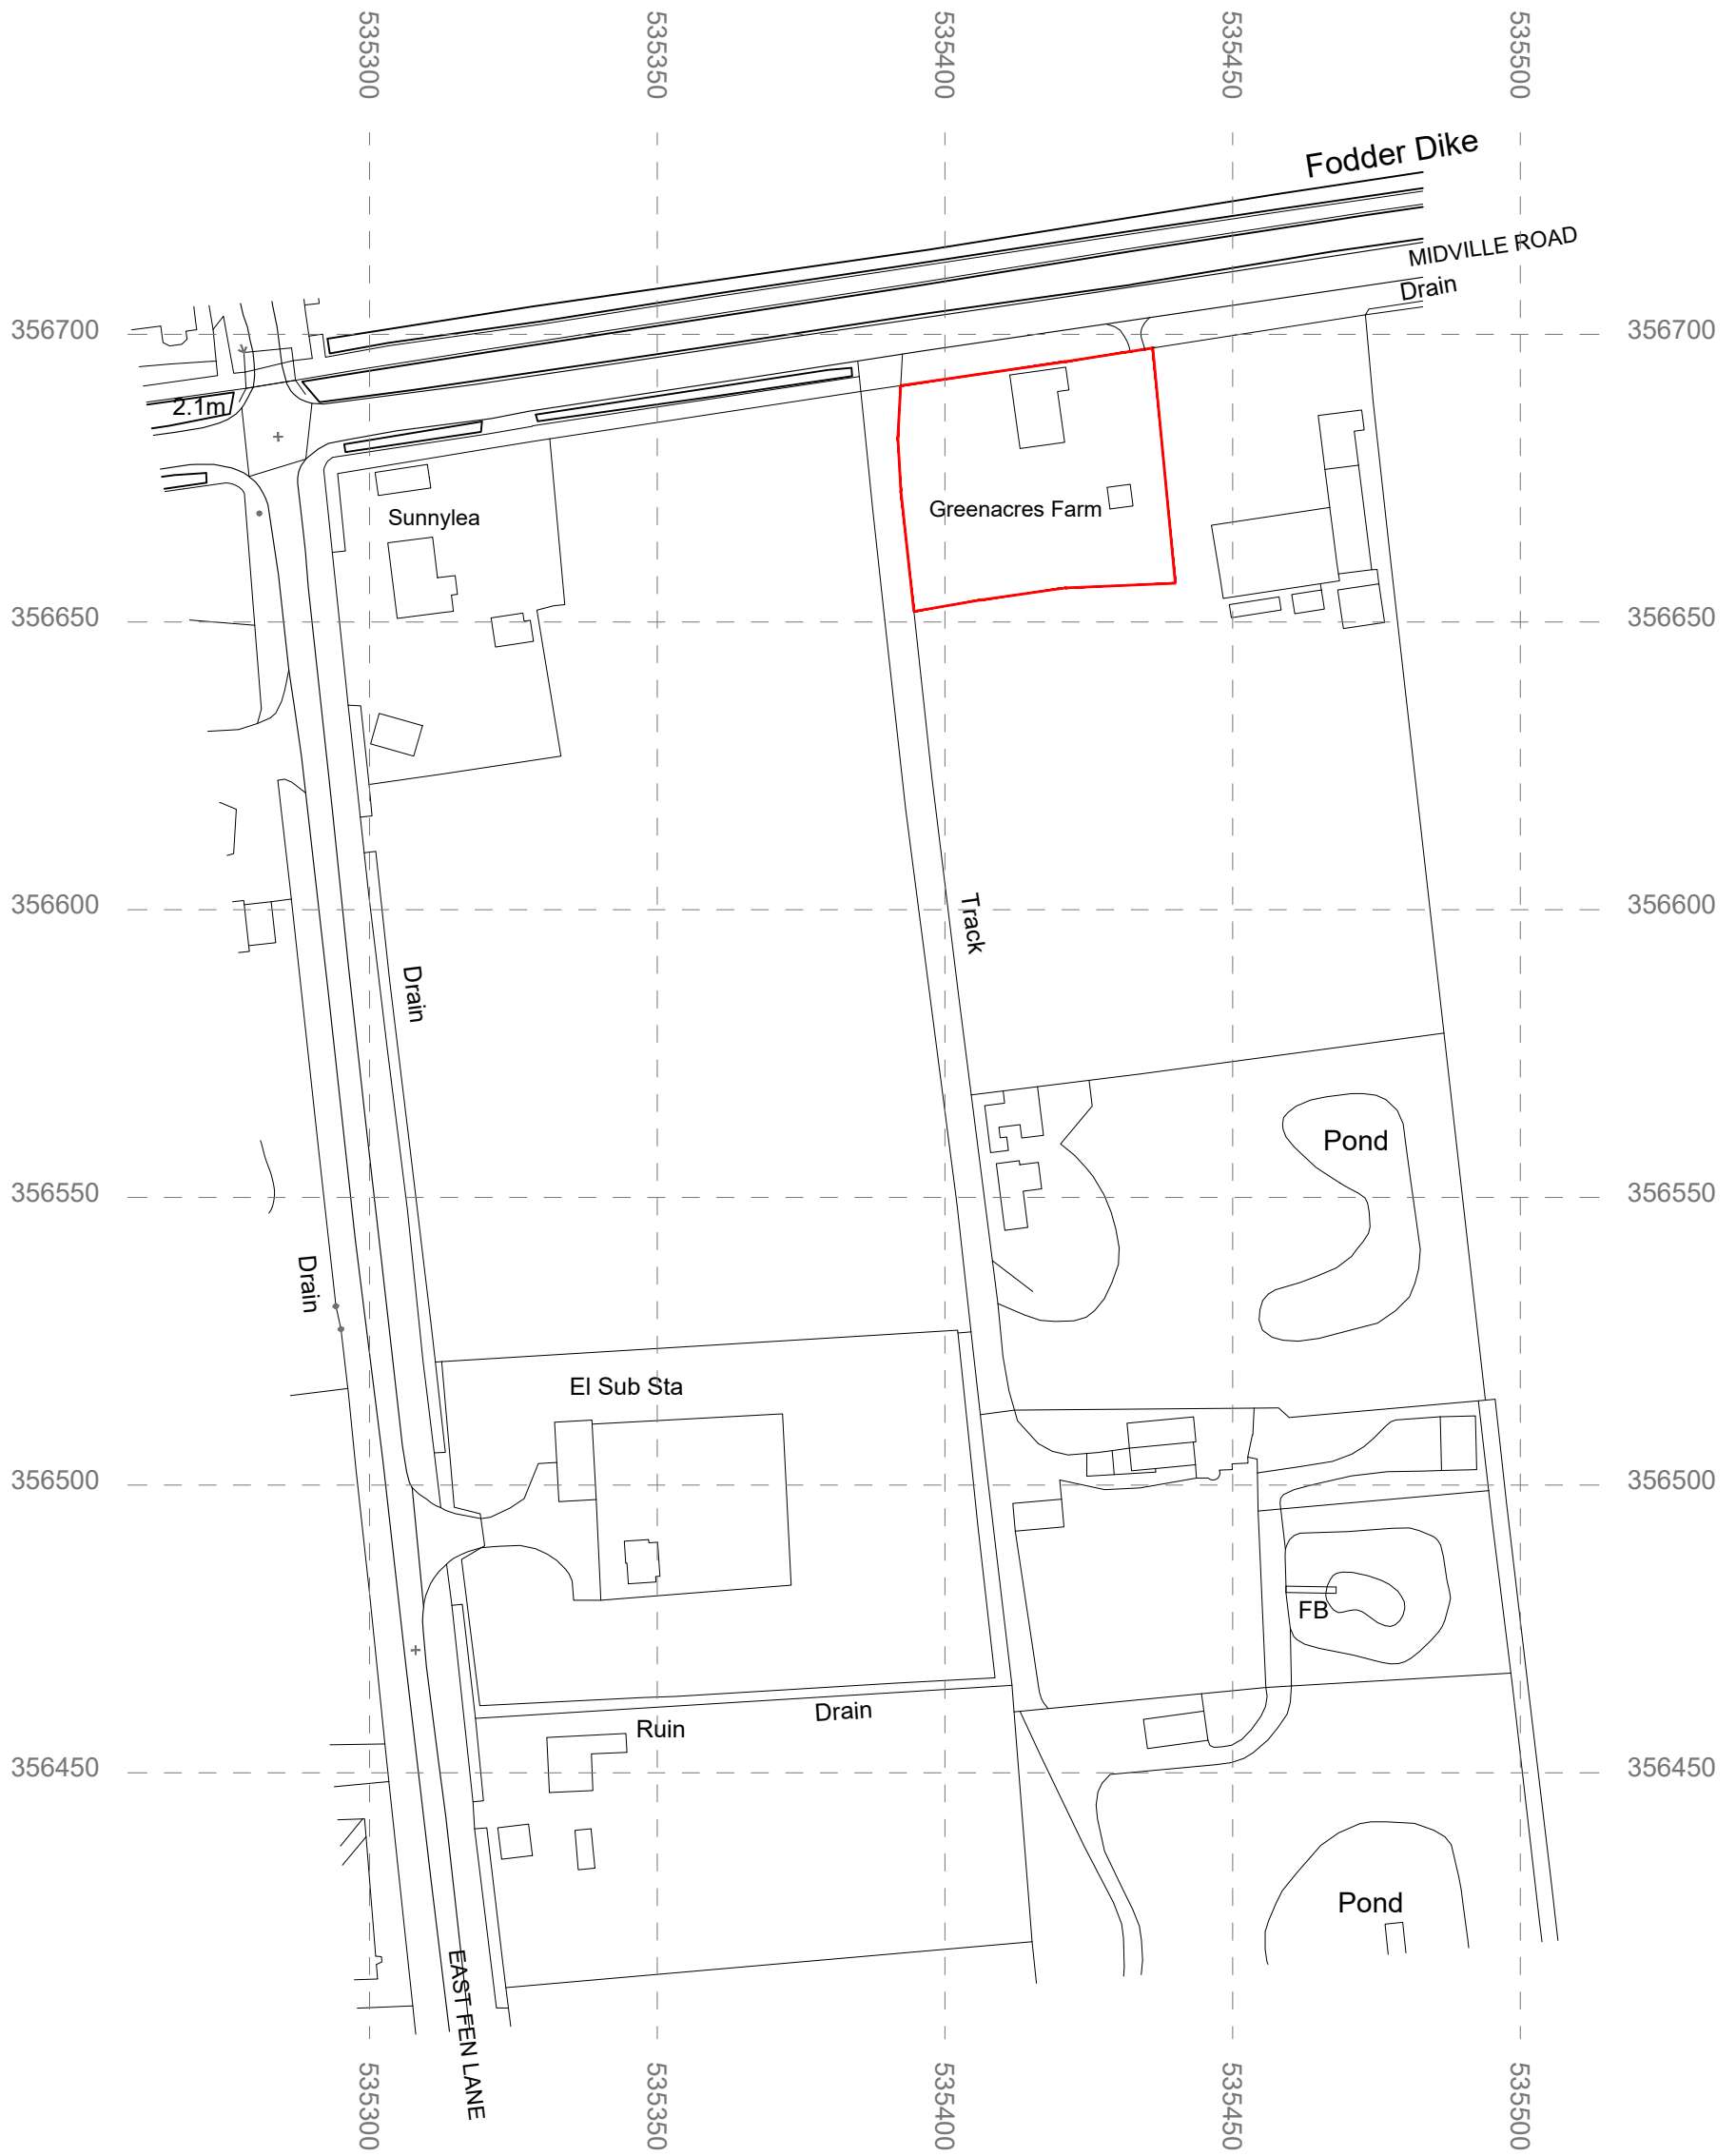 535300
535350
535400
535450
535500
Fodder Dike
MIDVILLE ROAD
Drain
356700
356700
2.1m
Sunnylea
Greenacres Farm
356650
356650
356600
356600
Track
Drain
Pond
356550
356550
Drain
El Sub Sta
356500
356500
FB
Drain
Ruin
356450
356450
Pond
EAST FEN LANE
535300
535350
535400
535450
535500